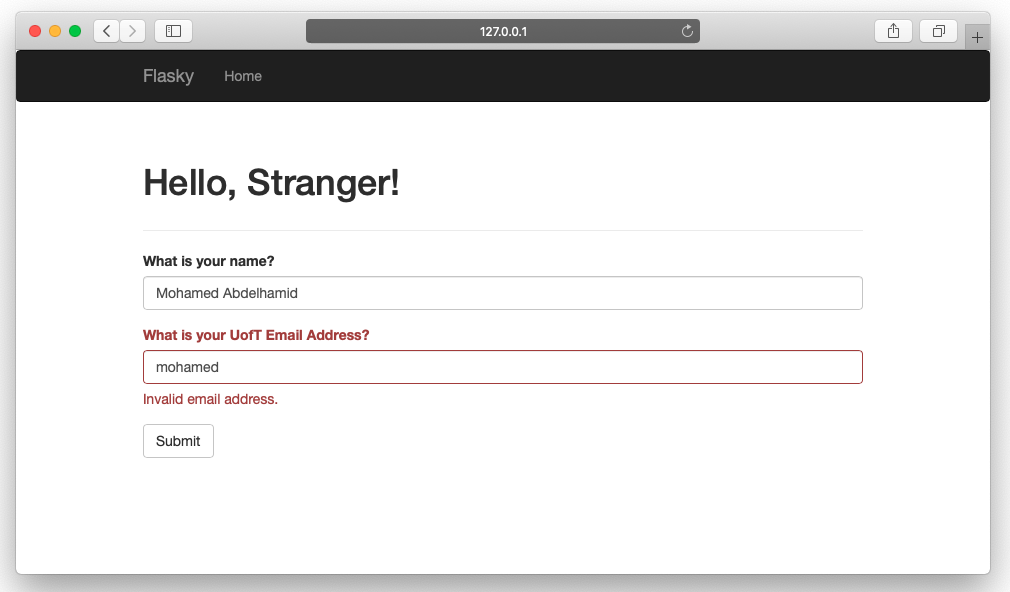 127.0.0.1
Flasky Home
Hello, Stranger!
What is your name?
Mohamed Abdelhamid
What is your UofT Email Address?
mohamed
Invalid email address.
Submit